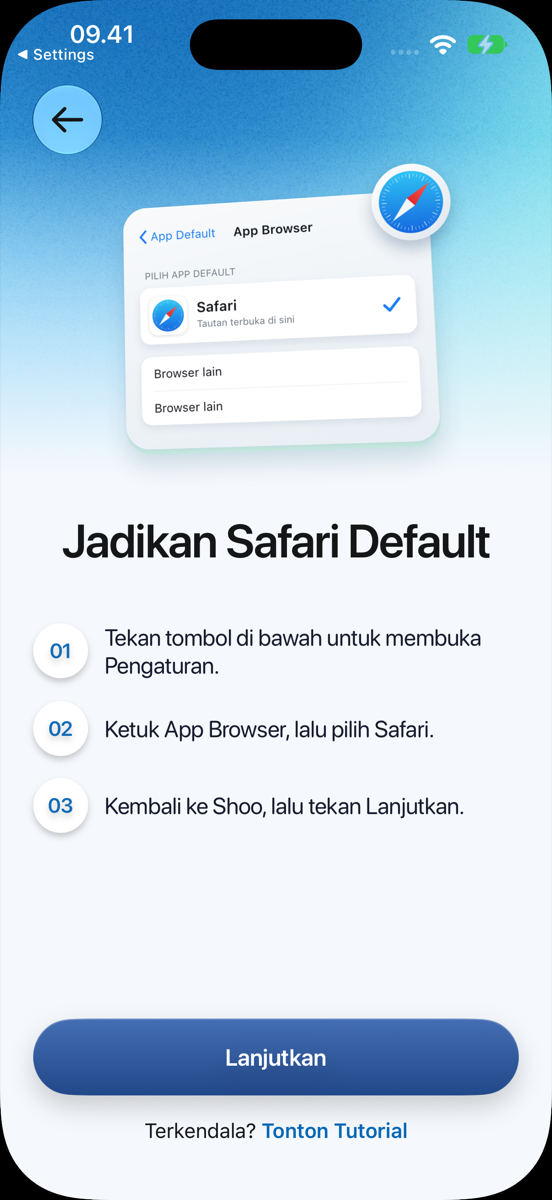 09.41
◀ Settings
App Default
App Browser
PILIH APP DEFAULT
Safari
Tautan terbuka di sini
Browser lain
Browser lain
Jadikan Safari Default
01
Tekan tombol di bawah untuk membuka
Pengaturan.
02
Ketuk App Browser, lalu pilih Safari.
03
Kembali ke Shoo, lalu tekan Lanjutkan.
Lanjutkan
Terkendala? Tonton Tutorial